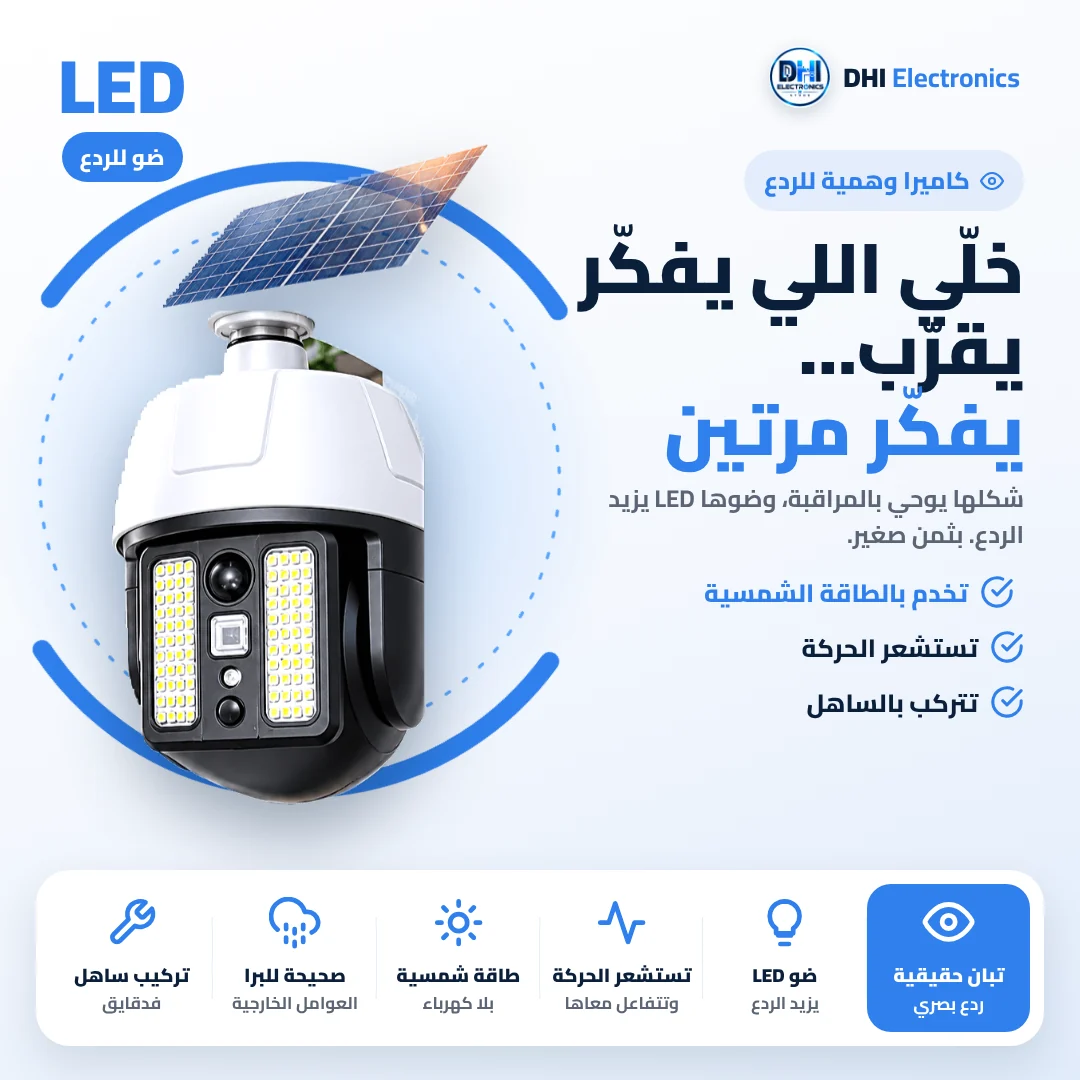 LED
ضو للردع
DHI ELECTRONICS
DHI Electronics
كاميرا وهمية للردع
خلّي اللي يفكّر
يقرّب...
يفكّر مرتين
شكلها يوحي بالمراقبة، وضوها LED يزيد
الردع. بثمن صغير.
تخدم بالطاقة الشمسية
تستشعر الحركة
تتركب بالساهل
تبان حقيقية
ردع بصري
ضو LED
يزيد الردع
تستشعر الحركة
وتتفاعل معاها
طاقة شمسية
بلا كهرباء
صحيحة للبرا
العوامل الخارجية
تركيب ساهل
فدقايق